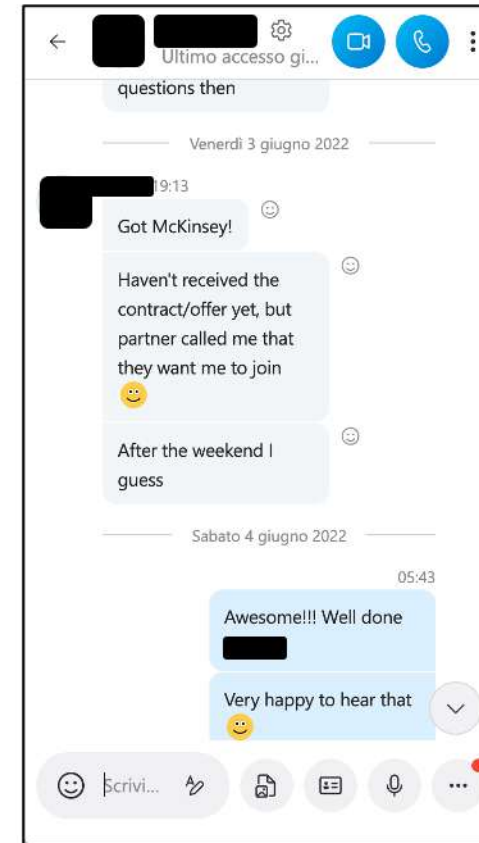 Ultimo accesso gi...
questions then
Venerdì 3 giugno 2022
19:13
Got McKinsey!
Haven't received the
contract/offer yet, but
partner called me that
they want me to join
After the weekend I
guess
Sabato 4 giugno 2022
05:43
Awesome!!! Well done
Very happy to hear that
Scrivi...